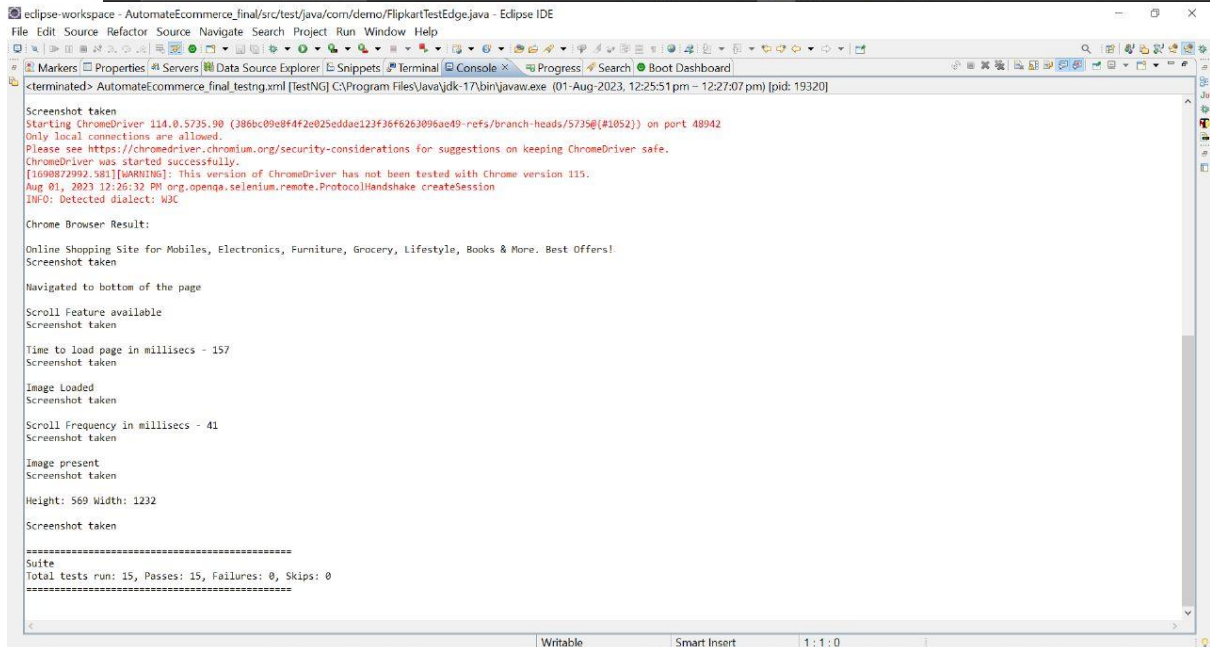 eclipse-workspace - AutomateEcommerce_final/src/test/java/com/demo/FlipkartTestEdge.java - Eclipse IDE
File Edit Source Refactor Source Navigate Search Project Run Window Help
Markers Properties Servers Data Source Explorer Snippets Terminal Console × Progress Search Boot Dashboard
<terminated> AutomateEcommerce_final_testng.xml [TestNG] C:\Program Files\Java\jdk-17\bin\javaw.exe (01-Aug-2023, 12:25:51 pm – 12:27:07 pm) [pid: 19320]
Screenshot taken
Starting ChromeDriver 114.0.5735.90 (386bc09e8f4f2e025eddae123f36f6263096ae49-refs/branch-heads/5735@{#1052}) on port 48942
Only local connections are allowed.
Please see https://chromedriver.chromium.org/security-considerations for suggestions on keeping ChromeDriver safe.
ChromeDriver was started successfully.
[1690872992.581][WARNING]: This version of ChromeDriver has not been tested with Chrome version 115.
Aug 01, 2023 12:26:32 PM org.openqa.selenium.remote.ProtocolHandshake createSession
INFO: Detected dialect: W3C
Chrome Browser Result:
Online Shopping Site for Mobiles, Electronics, Furniture, Grocery, Lifestyle, Books & More. Best Offers!
Screenshot taken
Navigated to bottom of the page
Scroll Feature available
Screenshot taken
Time to load page in millisecs - 157
Screenshot taken
Image Loaded
Screenshot taken
Scroll Frequency in millisecs - 41
Screenshot taken
Image present
Screenshot taken
Height: 569 Width: 1232
Screenshot taken
===============================================
Suite
Total tests run: 15, Passes: 15, Failures: 0, Skips: 0
===============================================
Writable Smart Insert 1 : 1 : 0